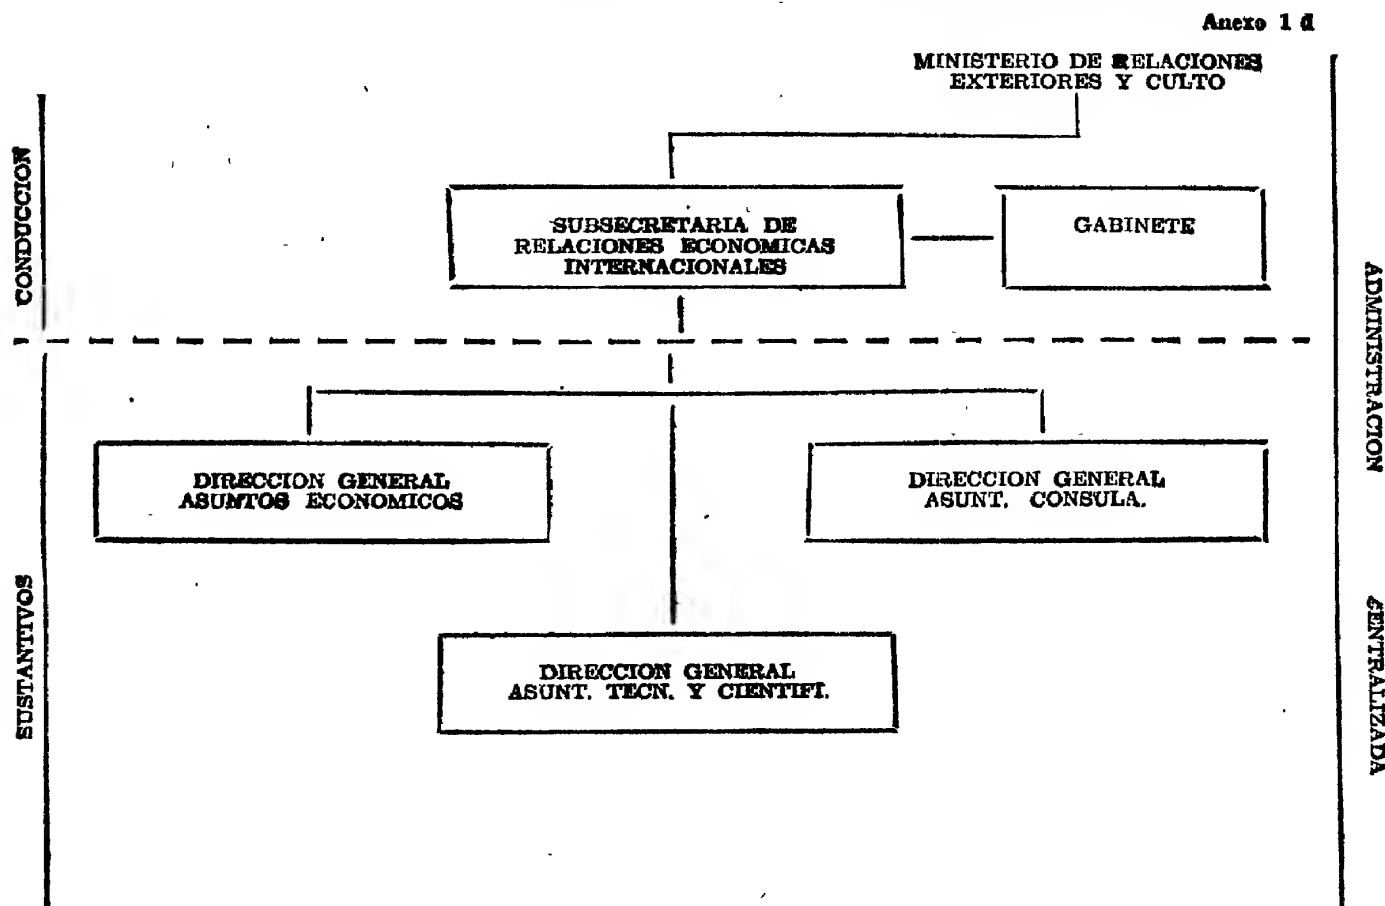 Anexo 1 d
MINISTERIO DE RELACIONES
EXTERIORES Y CULTO
CONDUCCION
SUBSECRETARIA DE
RELACIONES ECONOMICAS
INTERNACIONALES
GABINETE
ADMINISTRACION
DIRECCION GENERAL
ASUNTOS ECONOMICOS
DIRECCION GENERAL
ASUNT. CONSULA.
SUSTANTIVOS
CENTRALIZADA
DIRECCION GENERAL
ASUNT. TECN. Y CIENTIFI.